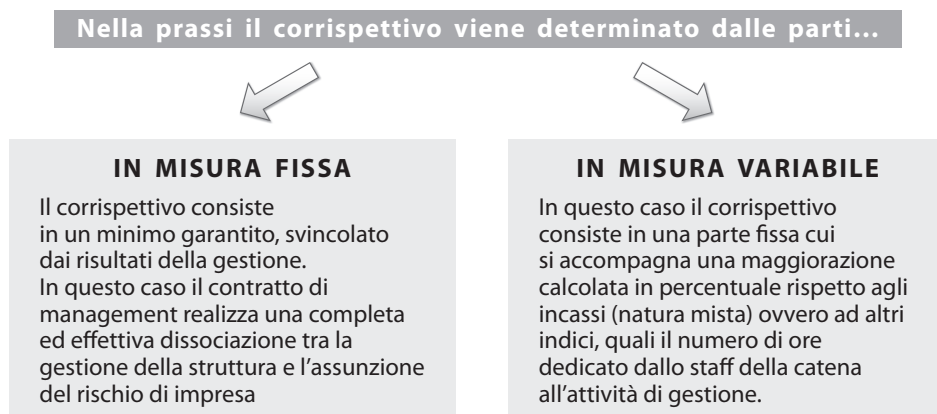 Nella prassi il corrispettivo viene determinato dalle parti...
IN MISURA FISSA
Il corrispettivo consiste
in un minimo garantito, svincolato
dai risultati della gestione.
In questo caso il contratto di
management realizza una completa
ed effettiva dissociazione tra la
gestione della struttura e l'assunzione
del rischio di impresa
IN MISURA VARIABILE
In questo caso il corrispettivo
consiste in una parte fissa cui
si accompagna una maggiorazione
calcolata in percentuale rispetto agli
incassi (natura mista) ovvero ad altri
indici, quali il numero di ore
dedicato dallo staff della catena
all'attività di gestione.